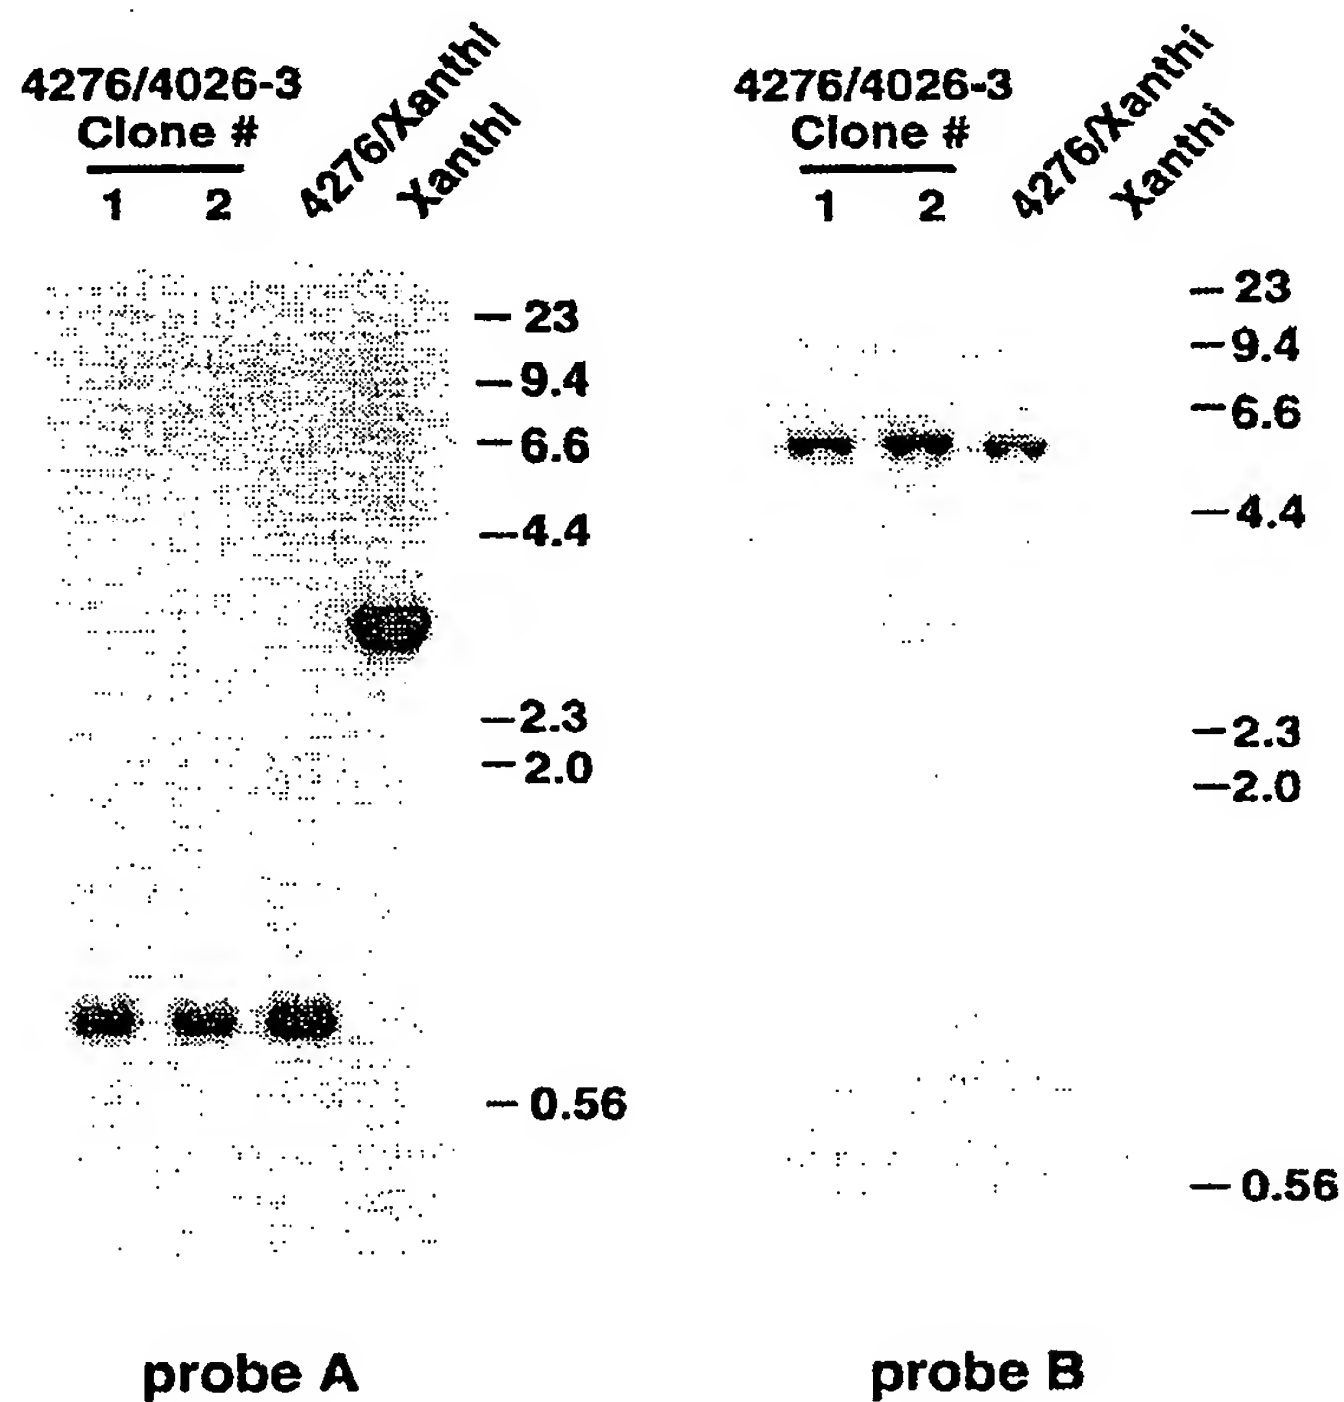 4276/4026-3
Clone #
1 2
4276/Xanthi
Xanthi
– 23
– 9.4
– 6.6
– 4.4
– 2.3
– 2.0
– 0.56
probe A
4276/4026-3
Clone #
1 2
4276/Xanthi
Xanthi
– 23
– 9.4
– 6.6
– 4.4
– 2.3
– 2.0
– 0.56
probe B